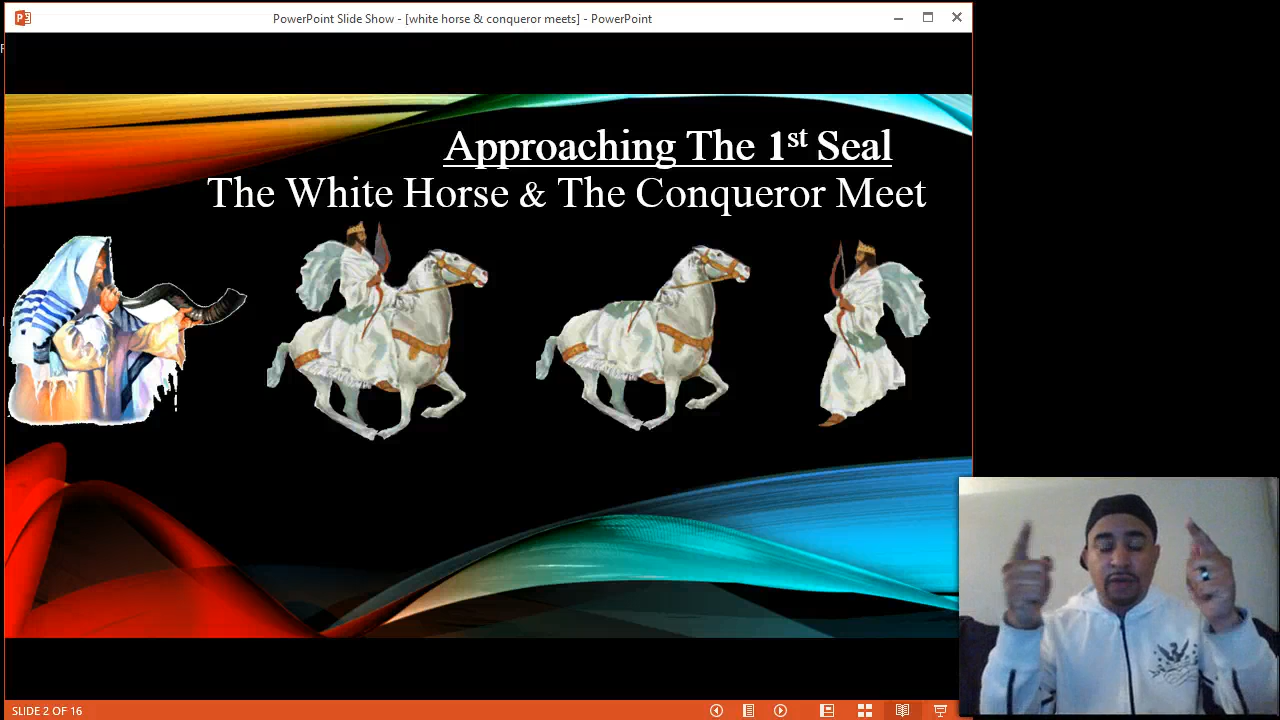 PowerPoint Slide Show - [white horse & conqueror meets] - PowerPoint
Approaching The 1st Seal
The White Horse & The Conqueror Meet
SLIDE 2 OF 16